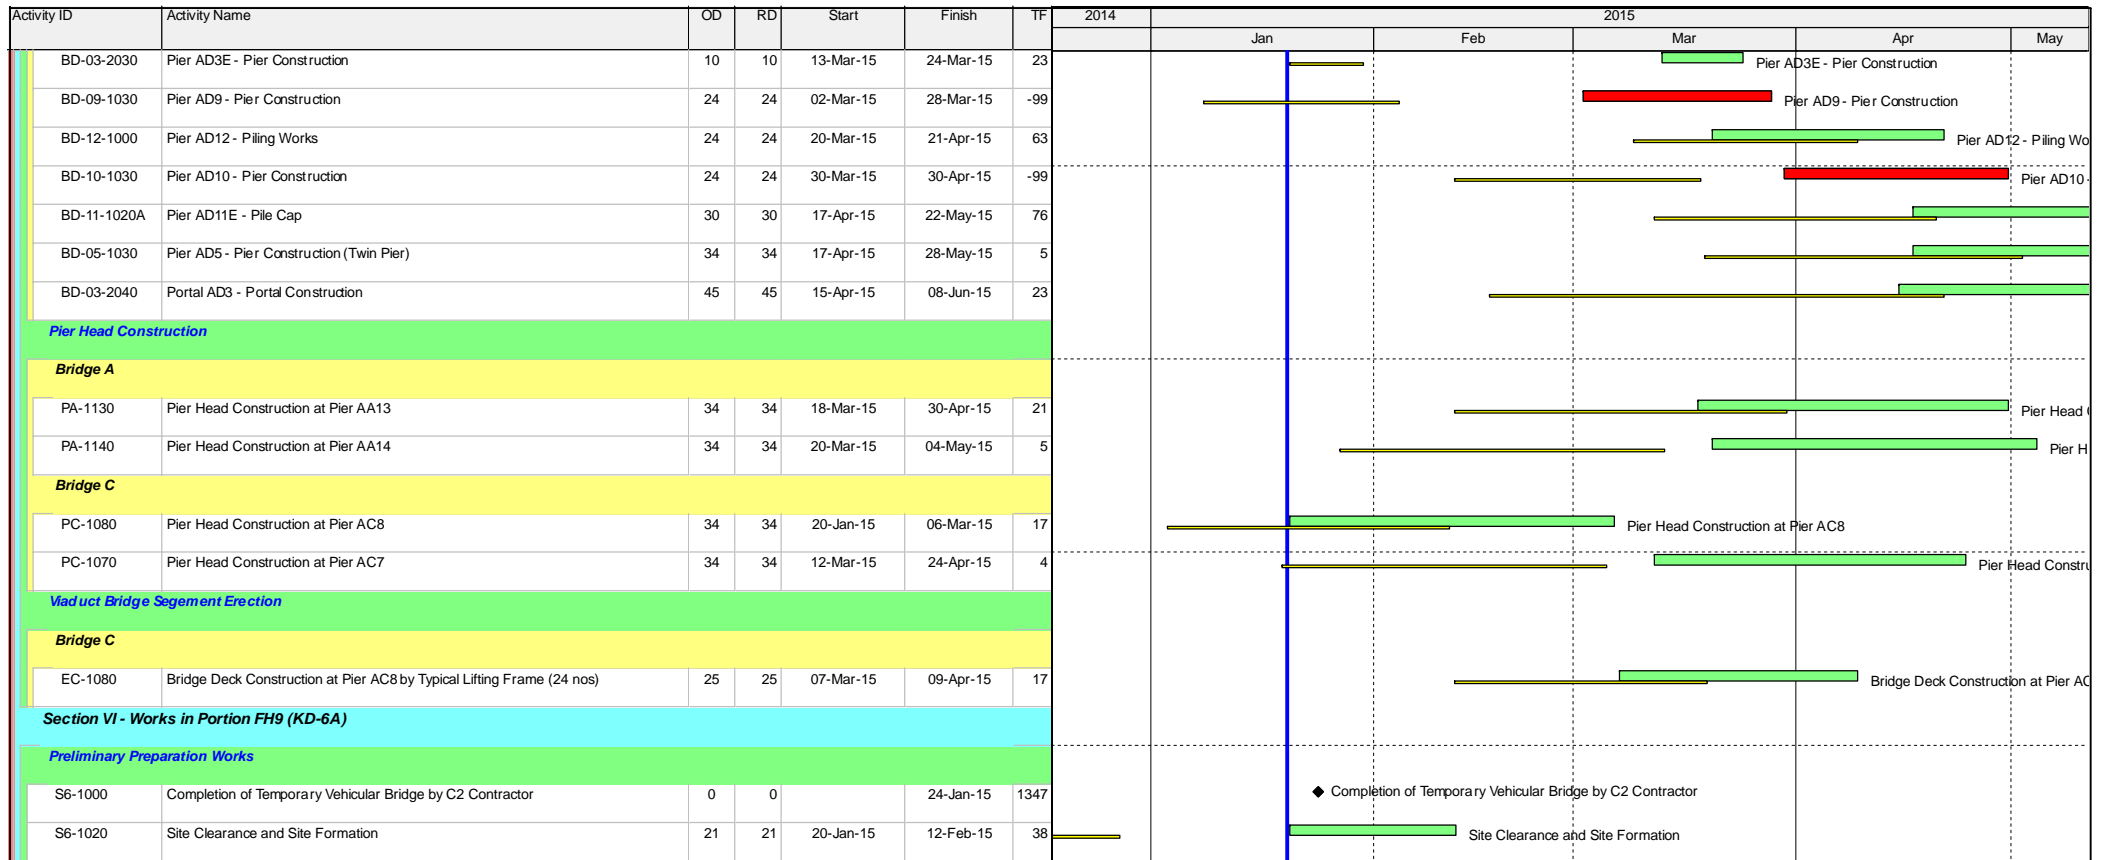 Activity ID Activity Name OD RD Start Finish TF 2014 2015
Jan Feb Mar Apr May
BD-03-2030 Pier AD3E - Pier Construction 10 10 13-Mar-15 24-Mar-15 23 Pier AD3E - Pier Construction
BD-09-1030 Pier AD9 - Pier Construction 24 24 02-Mar-15 28-Mar-15 -99 Pier AD9 - Pier Construction
BD-12-1000 Pier AD12 - Piling Works 24 24 20-Mar-15 21-Apr-15 63 Pier AD12 - Piling Wo
BD-10-1030 Pier AD10 - Pier Construction 24 24 30-Mar-15 30-Apr-15 -99 Pier AD10 -
BD-11-1020A Pier AD11E - Pile Cap 30 30 17-Apr-15 22-May-15 76
BD-05-1030 Pier AD5 - Pier Construction (Twin Pier) 34 34 17-Apr-15 28-May-15 5
BD-03-2040 Portal AD3 - Portal Construction 45 45 15-Apr-15 08-Jun-15 23
Pier Head Construction
Bridge A
PA-1130 Pier Head Construction at Pier AA13 34 34 18-Mar-15 30-Apr-15 21 Pier Head
PA-1140 Pier Head Construction at Pier AA14 34 34 20-Mar-15 04-May-15 5 Pier H
Bridge C
PC-1080 Pier Head Construction at Pier AC8 34 34 20-Jan-15 06-Mar-15 17 Pier Head Construction at Pier AC8
PC-1070 Pier Head Construction at Pier AC7 34 34 12-Mar-15 24-Apr-15 4 Pier Head Constru
Viaduct Bridge Segement Erection
Bridge C
EC-1080 Bridge Deck Construction at Pier AC8 by Typical Lifting Frame (24 nos) 25 25 07-Mar-15 09-Apr-15 17 Bridge Deck Construction at Pier AC
Section VI - Works in Portion FH9 (KD-6A)
Preliminary Preparation Works
S6-1000 Completion of Temporary Vehicular Bridge by C2 Contractor 0 0 24-Jan-15 1347 Completion of Temporary Vehicular Bridge by C2 Contractor
S6-1020 Site Clearance and Site Formation 21 21 20-Jan-15 12-Feb-15 38 Site Clearance and Site Formation